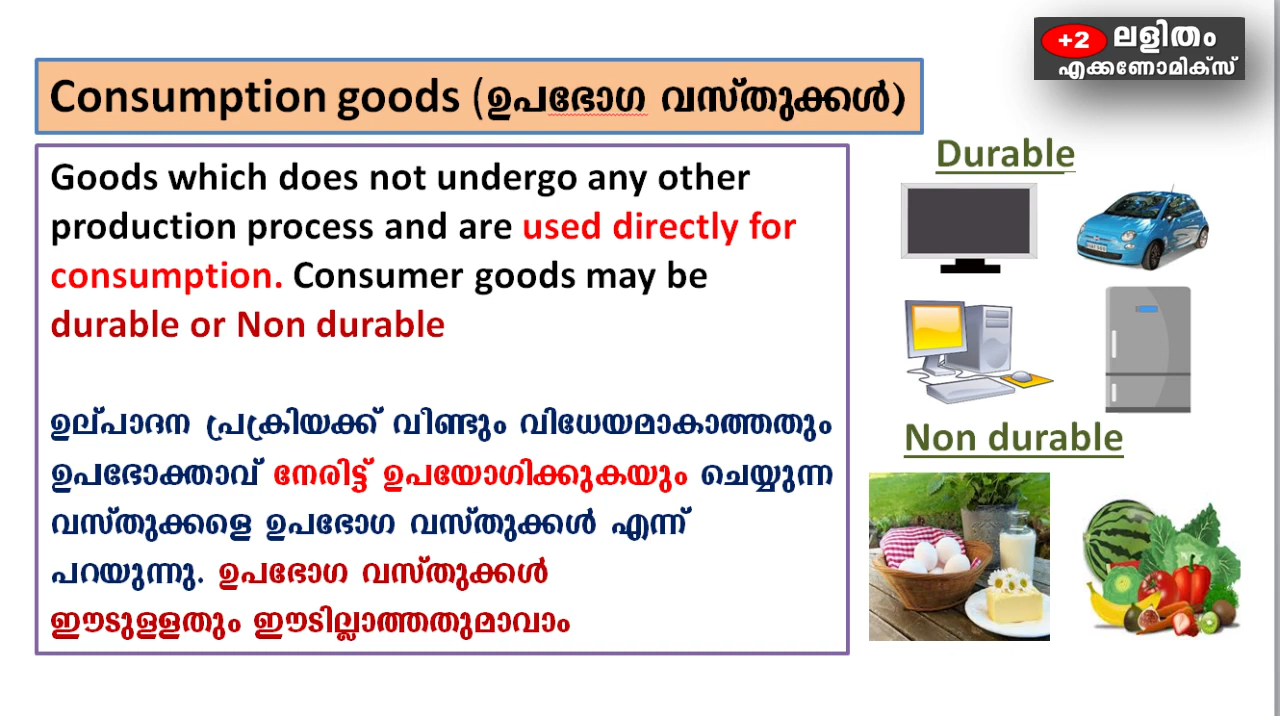 +2 ലളിതം
എക്കണോമിക്സ്
Consumption goods (ഉപഭോഗ വസ്തുക്കൾ)
Goods which does not undergo any other
production process and are used directly for
consumption. Consumer goods may be
durable or Non durable
ഉല്പാദന പ്രക്രിയക്ക് വീണ്ടും വിധേയമാകാത്തതും
ഉപഭോക്താവ് നേരിട്ട് ഉപയോഗിക്കുകയും ചെയ്യുന്ന
വസ്തുക്കളെ ഉപഭോഗ വസ്തുക്കൾ എന്ന്
പറയുന്നു. ഉപഭോഗ വസ്തുക്കൾ
ഈടുളളതും ഈടില്ലാത്തതുമാവാം
Durable
Non durable